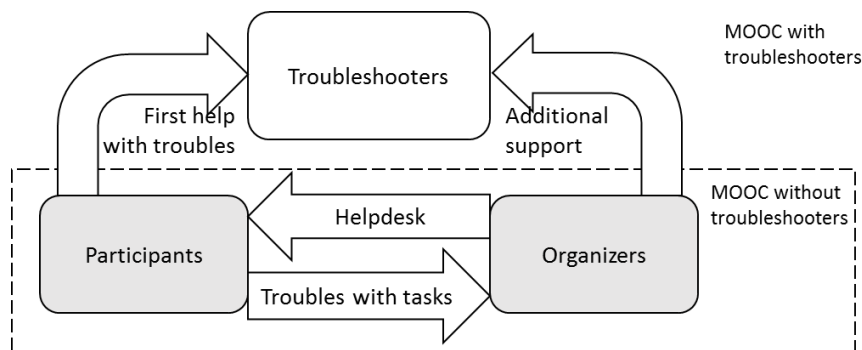 MOOC with
troubleshooters
Troubleshooters
First help
with troubles
Additional
support
MOOC without
troubleshooters
Helpdesk
Participants
Organizers
Troubles with tasks